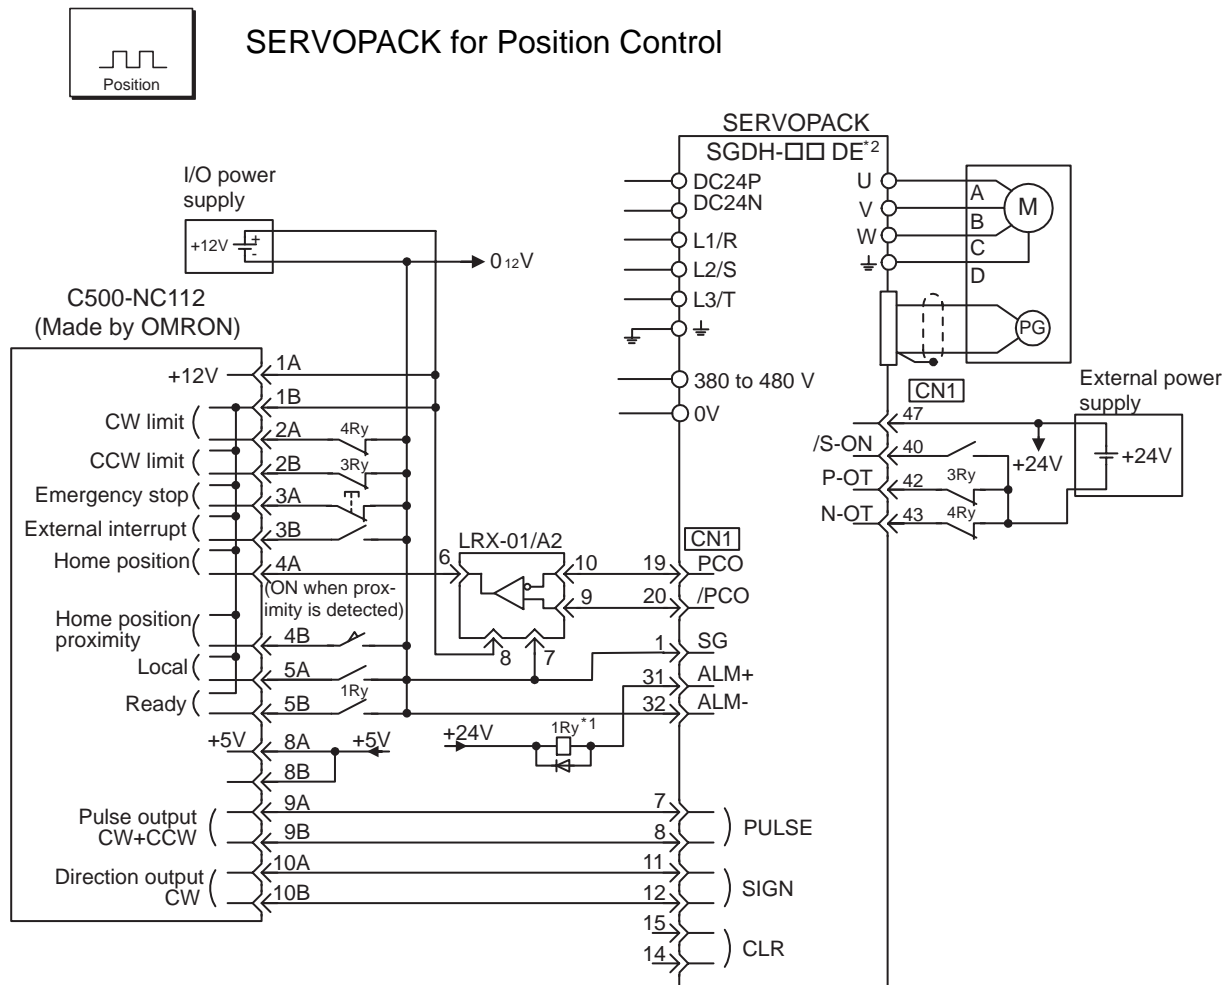 SERVOPACK for Position Control
Position
SERVOPACK
SGDH-□□ DE*2
I/O power
supply
+12V
+
-
0 12V
C500-NC112
(Made by OMRON)
DC24P
DC24N
L1/R
L2/S
L3/T
380 to 480 V
0V
U
V
W
A
B
C
D
M
PG
CN1
External power
supply
+24V
+24V
47
/S-ON
40
P-OT
42
3Ry
N-OT
43
4Ry
+12V
1A
1B
CW limit
2A
4Ry
CCW limit
2B
3Ry
Emergency stop
3A
External interrupt
3B
Home position
4A
(ON when prox-
imity is detected)
Home position
proximity
4B
Local
5A
Ready
5B
1Ry
+5V
8A
+5V
8B
Pulse output
CW+CCW
9A
9B
Direction output
CW
10A
10B
LRX-01/A2
6
10
9
8
7
CN1
19
PCO
20
/PCO
1
SG
31
ALM+
32
ALM-
+24V
1Ry*1
7
8
PULSE
11
12
SIGN
15
14
CLR